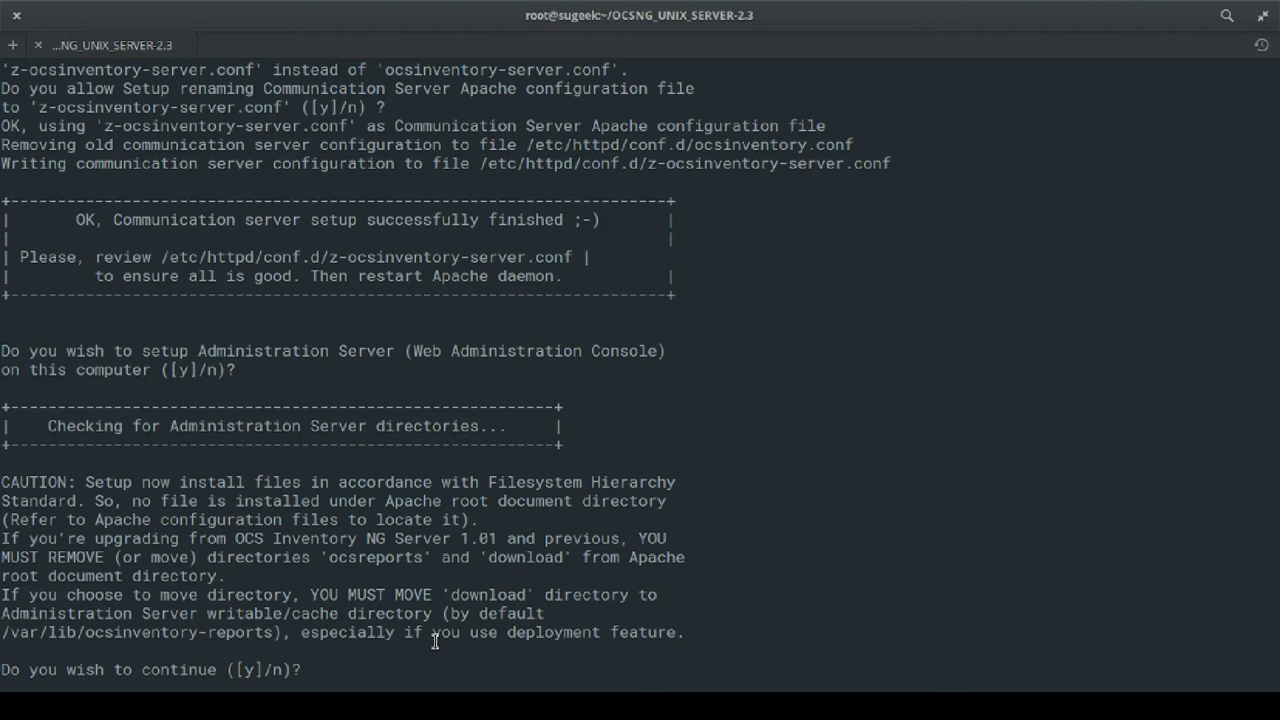 root@sugeek:~/OCSNG_UNIX_SERVER-2.3
...NG_UNIX_SERVER-2.3
'z-ocsinventory-server.conf' instead of 'ocsinventory-server.conf'.
Do you allow Setup renaming Communication Server Apache configuration file
to 'z-ocsinventory-server.conf' ([y]/n) ?
OK, using 'z-ocsinventory-server.conf' as Communication Server Apache configuration file
Removing old communication server configuration to file /etc/httpd/conf.d/ocsinventory.conf
Writing communication server configuration to file /etc/httpd/conf.d/z-ocsinventory-server.conf
+----------------------------------------------------------------------+
|       OK, Communication server setup successfully finished ;-)       |
|                                                                      |
| Please, review /etc/httpd/conf.d/z-ocsinventory-server.conf |
|         to ensure all is good. Then restart Apache daemon.           |
+----------------------------------------------------------------------+
Do you wish to setup Administration Server (Web Administration Console)
on this computer ([y]/n)?
+----------------------------------------------------------+
|    Checking for Administration Server directories...     |
+----------------------------------------------------------+
CAUTION: Setup now install files in accordance with Filesystem Hierarchy
Standard. So, no file is installed under Apache root document directory
(Refer to Apache configuration files to locate it).
If you're upgrading from OCS Inventory NG Server 1.01 and previous, YOU
MUST REMOVE (or move) directories 'ocsreports' and 'download' from Apache
root document directory.
If you choose to move directory, YOU MUST MOVE 'download' directory to
Administration Server writable/cache directory (by default
/var/lib/ocsinventory-reports), especially if you use deployment feature.
Do you wish to continue ([y]/n)?